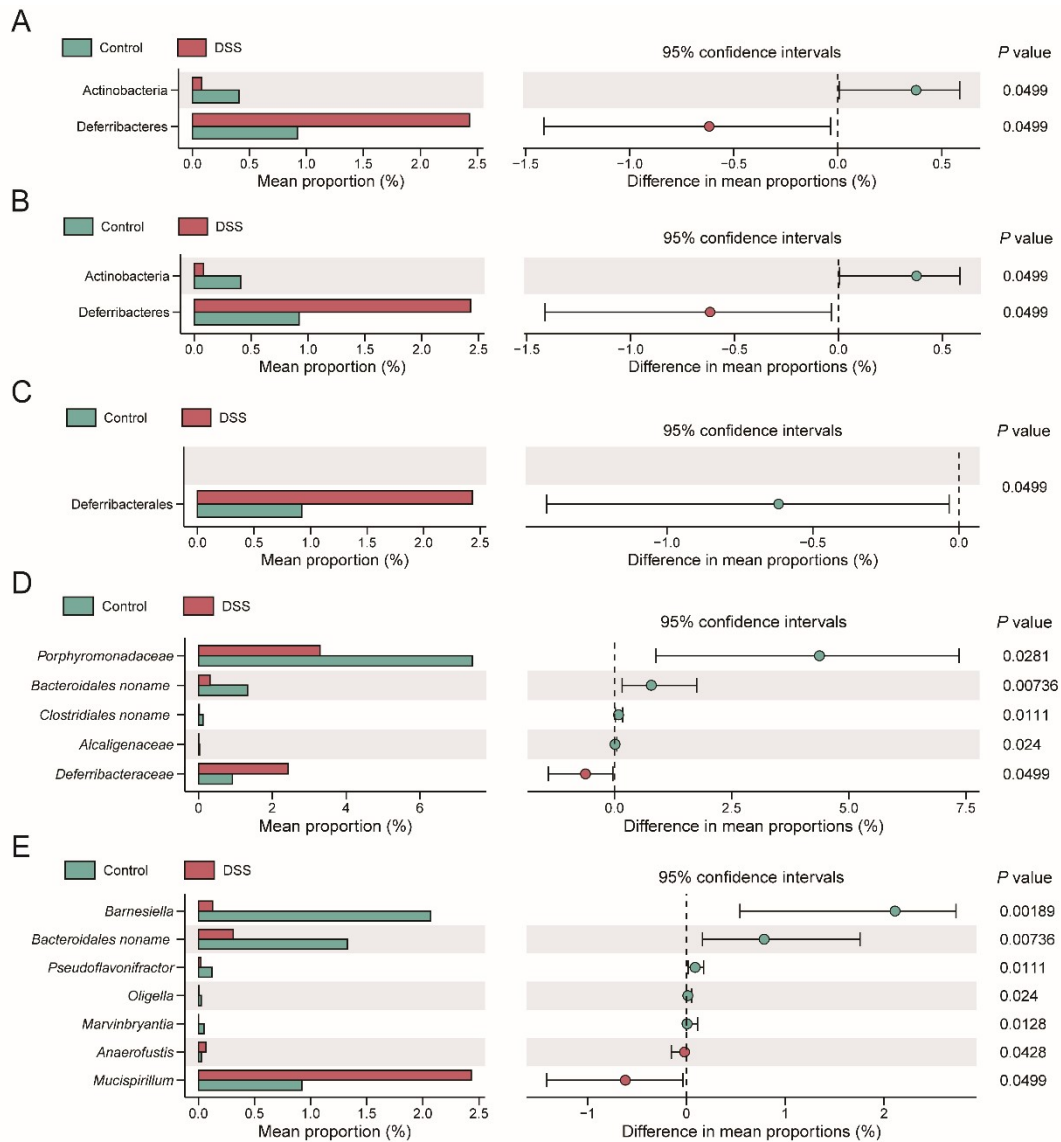 A
Control DSS
95% confidence intervals
P value
Actinobacteria
0.0499
Deferribacteres
0.0499
0.0 0.5 1.0 1.5 2.0 2.5
−1.5 −1.0 −0.5 0.0 0.5
Mean proportion (%)
Difference in mean proportions (%)
B
Control DSS
95% confidence intervals
P value
Actinobacteria
0.0499
Deferribacteres
0.0499
0.0 0.5 1.0 1.5 2.0 2.5
−1.5 −1.0 −0.5 0.0 0.5
Mean proportion (%)
Difference in mean proportions (%)
C
Control DSS
95% confidence intervals
P value
0.0499
Deferribacterales
0.0 0.5 1.0 1.5 2.0 2.5
−1.0 −0.5 0.0
Mean proportion (%)
Difference in mean proportions (%)
D
Control DSS
95% confidence intervals
P value
Porphyromonadaceae
0.0281
Bacteroidales noname
0.00736
Clostridiales noname
0.0111
Alcaligenaceae
0.024
Deferribacteraceae
0.0499
0 2 4 6
0.0 2.5 5.0 7.5
Mean proportion (%)
Difference in mean proportions (%)
E
Control DSS
95% confidence intervals
P value
Barnesiella
0.00189
Bacteroidales noname
0.00736
Pseudoflavonifractor
0.0111
Oligella
0.024
Marvinbryantia
0.0128
Anaerofustis
0.0428
Mucispirillum
0.0499
0.0 0.5 1.0 1.5 2.0 2.5
−1 0 1 2
Mean proportion (%)
Difference in mean proportions (%)